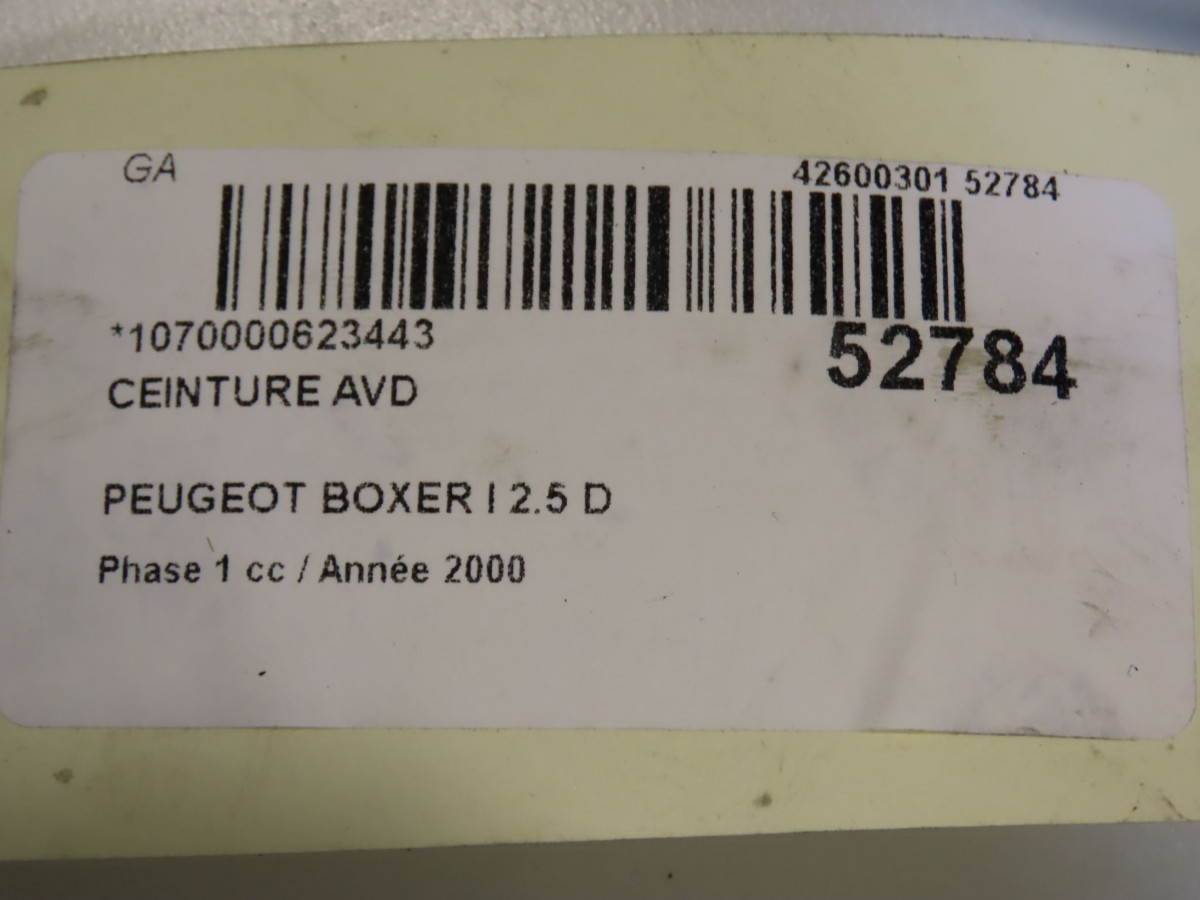 GA
42600301 52784
*1070000623443
52784
CEINTURE AVD
PEUGEOT BOXER I 2.5 D
Phase 1 cc / Année 2000